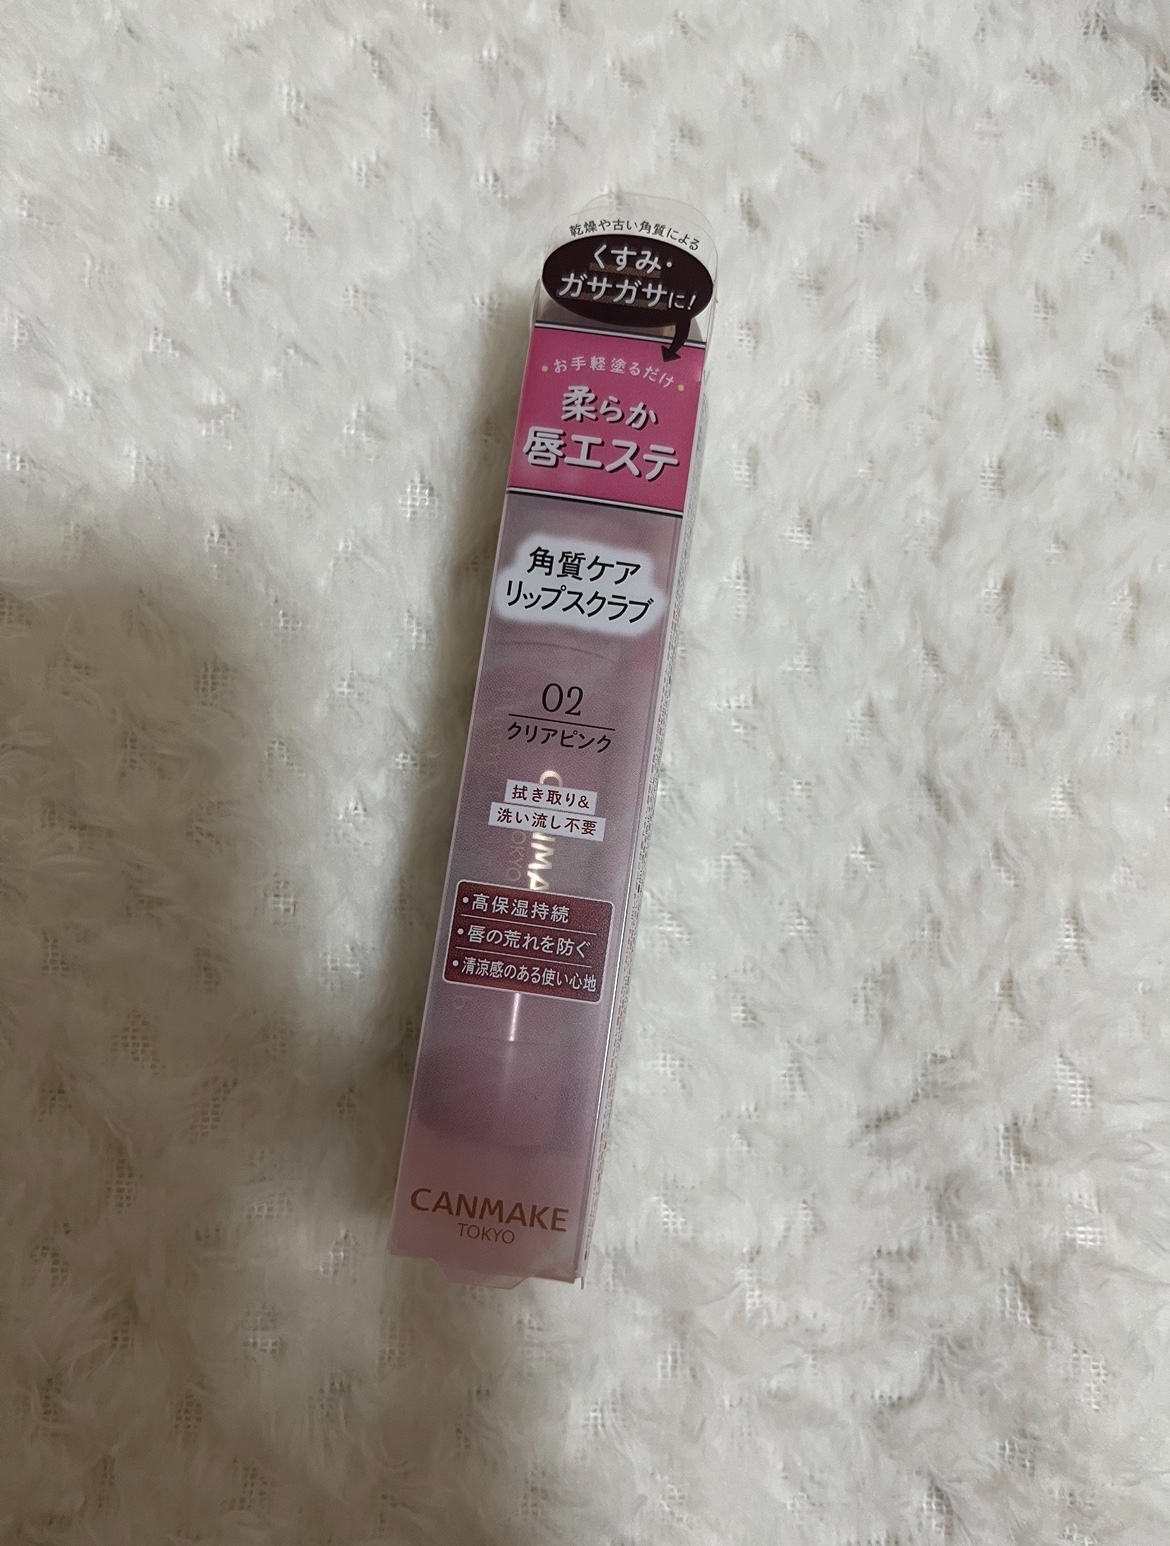 乾燥や古い角質による
くすみ・
ガサガサに!
お手軽塗るだけ
柔らか
唇エステ
角質ケア
リップスクラブ
02
クリアピンク
拭き取り&
洗い流し不要
・高保湿持続
・唇の荒れを防ぐ
・清涼感のある使い心地
CANMAKE
TOKYO